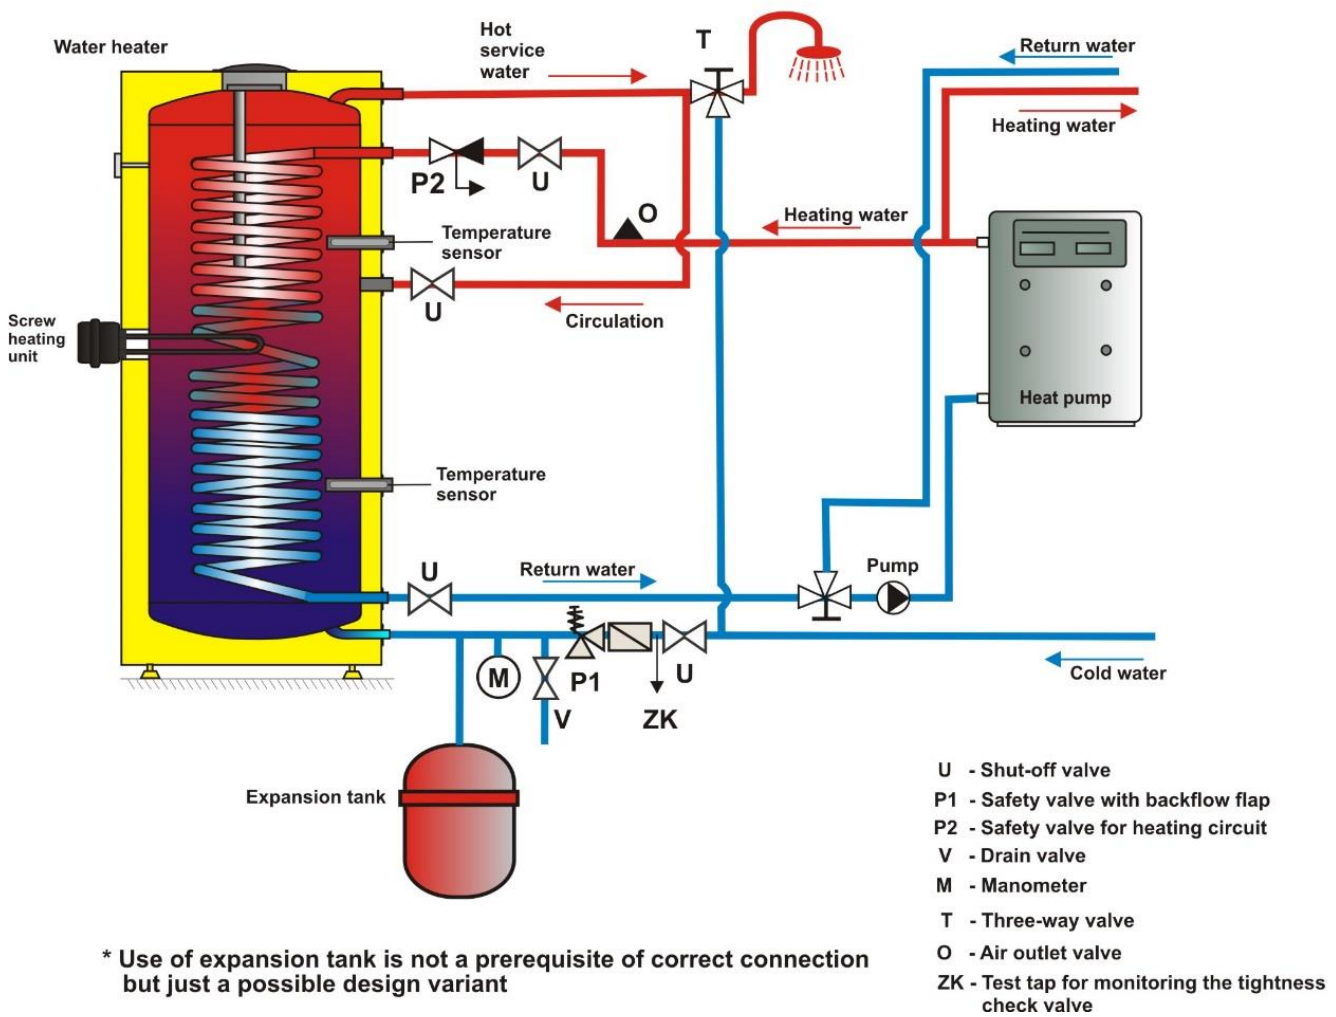 Water heater
Hot
service
water
T
Return water
Heating water
P2
U
O
Heating water
Temperature
sensor
U
Circulation
Screw
heating
unit
Heat pump
Temperature
sensor
U
Return water
Pump
M
V
P1
ZK
U
Cold water
Expansion tank
U - Shut-off valve
P1 - Safety valve with backflow flap
P2 - Safety valve for heating circuit
V - Drain valve
M - Manometer
T - Three-way valve
O - Air outlet valve
ZK - Test tap for monitoring the tightness
check valve
* Use of expansion tank is not a prerequisite of correct connection
but just a possible design variant